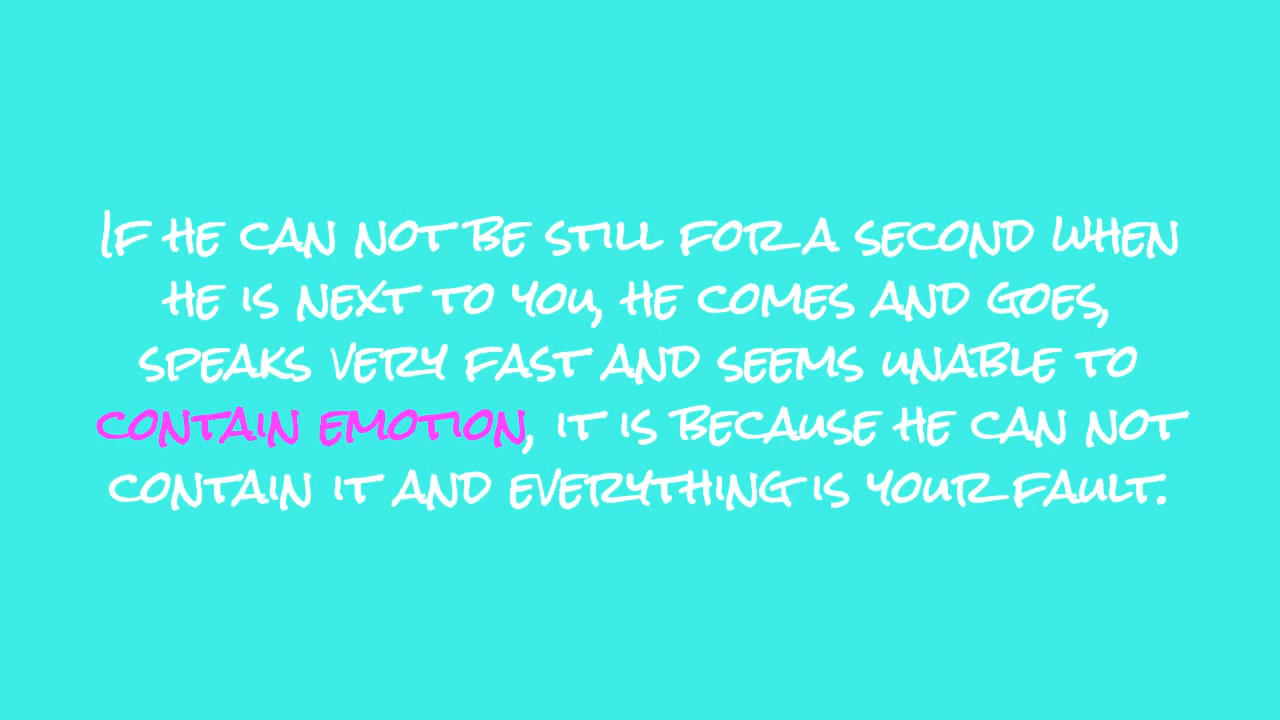 If he can not be still for a second when
he is next to you, he comes and goes,
speaks very fast and seems unable to
contain emotion, it is because he can not
contain it and everything is your fault.